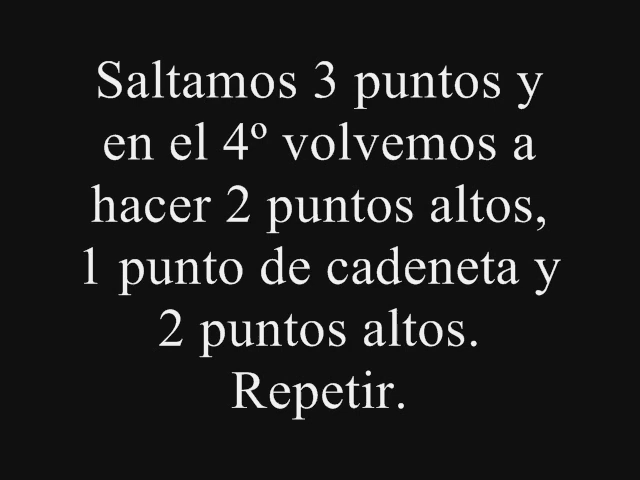 Saltamos 3 puntos y
en el 4º volvemos a
hacer 2 puntos altos,
1 punto de cadeneta y
2 puntos altos.
Repetir.